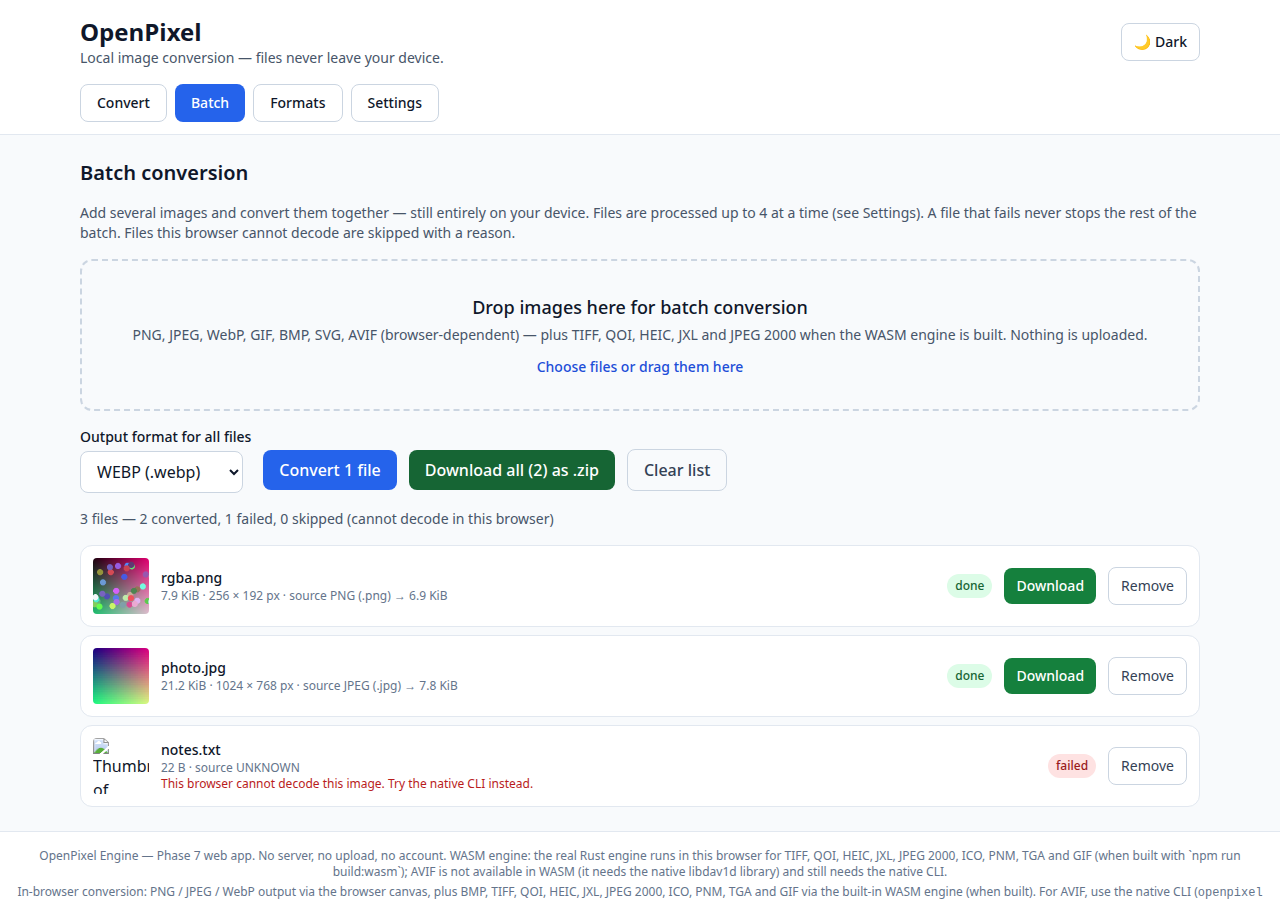 OpenPixel
Local image conversion — files never leave your device.
🌙 Dark
Convert
Batch
Formats
Settings
Batch conversion
Add several images and convert them together — still entirely on your device. Files are processed up to 4 at a time (see Settings). A file that fails never stops the rest of the
batch. Files this browser cannot decode are skipped with a reason.
Drop images here for batch conversion
PNG, JPEG, WebP, GIF, BMP, SVG, AVIF (browser-dependent) — plus TIFF, QOI, HEIC, JXL and JPEG 2000 when the WASM engine is built. Nothing is uploaded.
Choose files or drag them here
Output format for all files
WEBP (.webp)
Convert 1 file
Download all (2) as .zip
Clear list
3 files — 2 converted, 1 failed, 0 skipped (cannot decode in this browser)
rgba.png
7.9 KiB · 256 × 192 px · source PNG (.png) → 6.9 KiB
done
Download
Remove
photo.jpg
21.2 KiB · 1024 × 768 px · source JPEG (.jpg) → 7.8 KiB
done
Download
Remove
of
notes.txt
22 B · source UNKNOWN
This browser cannot decode this image. Try the native CLI instead.
failed
Remove
OpenPixel Engine — Phase 7 web app. No server, no upload, no account. WASM engine: the real Rust engine runs in this browser for TIFF, QOI, HEIC, JXL, JPEG 2000, ICO, PNM, TGA and GIF (when built with `npm run
build:wasm`); AVIF is not available in WASM (it needs the native libdav1d library) and still needs the native CLI.
In-browser conversion: PNG / JPEG / WebP output via the browser canvas, plus BMP, TIFF, QOI, HEIC, JXL, JPEG 2000, ICO, PNM, TGA and GIF via the built-in WASM engine (when built). For AVIF, use the native CLI (openpixel